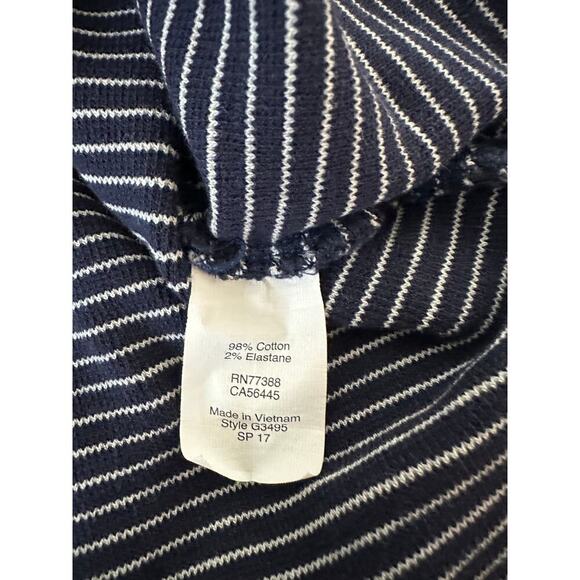 98% Cotton
2% Elastane
RN77388
CA56445
Made in Vietnam
Style G3495
SP 17